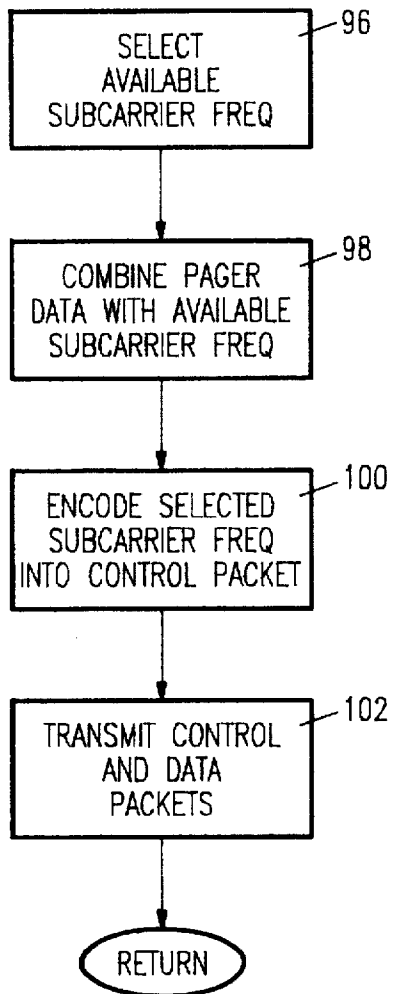 96
SELECT
AVAILABLE
SUBCARRIER FREQ
98
COMBINE PAGER
DATA WITH AVAILABLE
SUBCARRIER FREQ
100
ENCODE SELECTED
SUBCARRIER FREQ
INTO CONTROL PACKET
102
TRANSMIT CONTROL
AND DATA
PACKETS
RETURN